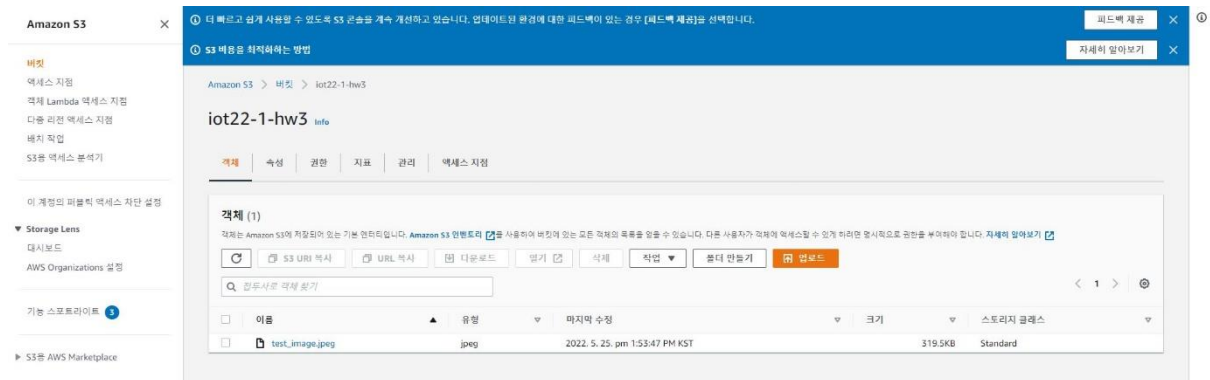 Amazon S3
버킷
액세스 지점
객체 Lambda 액세스 지점
다중 리전 액세스 지점
배치 작업
S3용 액세스 분석기
이 계정의 퍼블릭 액세스 차단 설정
Storage Lens
대시보드
AWS Organizations 설정
기능 스포트라이트 3
S3용 AWS Marketplace
더 빠르고 쉽게 사용할 수 있도록 S3 콘솔을 계속 개선하고 있습니다. 업데이트된 환경에 대한 피드백이 있는 경우 [피드백 제공]을 선택합니다.
피드백 제공
S3 비용을 최적화하는 방법
자세히 알아보기
Amazon S3 > 버킷 > iot22-1-hw3
iot22-1-hw3 Info
객체 속성 권한 지표 관리 액세스 지점
객체 (1)
객체는 Amazon S3에 저장되어 있는 기본 엔터티입니다. Amazon S3 인벤토리를 사용하여 버킷에 있는 모든 객체의 목록을 얻을 수 있습니다. 다른 사용자가 객체에 액세스할 수 있게 하려면 명시적으로 권한을 부여해야 합니다. 자세히 알아보기
S3 URI 복사 URL 복사 다운로드 열기 삭제 작업 폴더 만들기 업로드
접두사로 객체 찾기
< 1 >
이름 유형 마지막 수정 크기 스토리지 클래스
test_image.jpeg jpeg 2022. 5. 25. pm 1:53:47 PM KST 319.5KB Standard